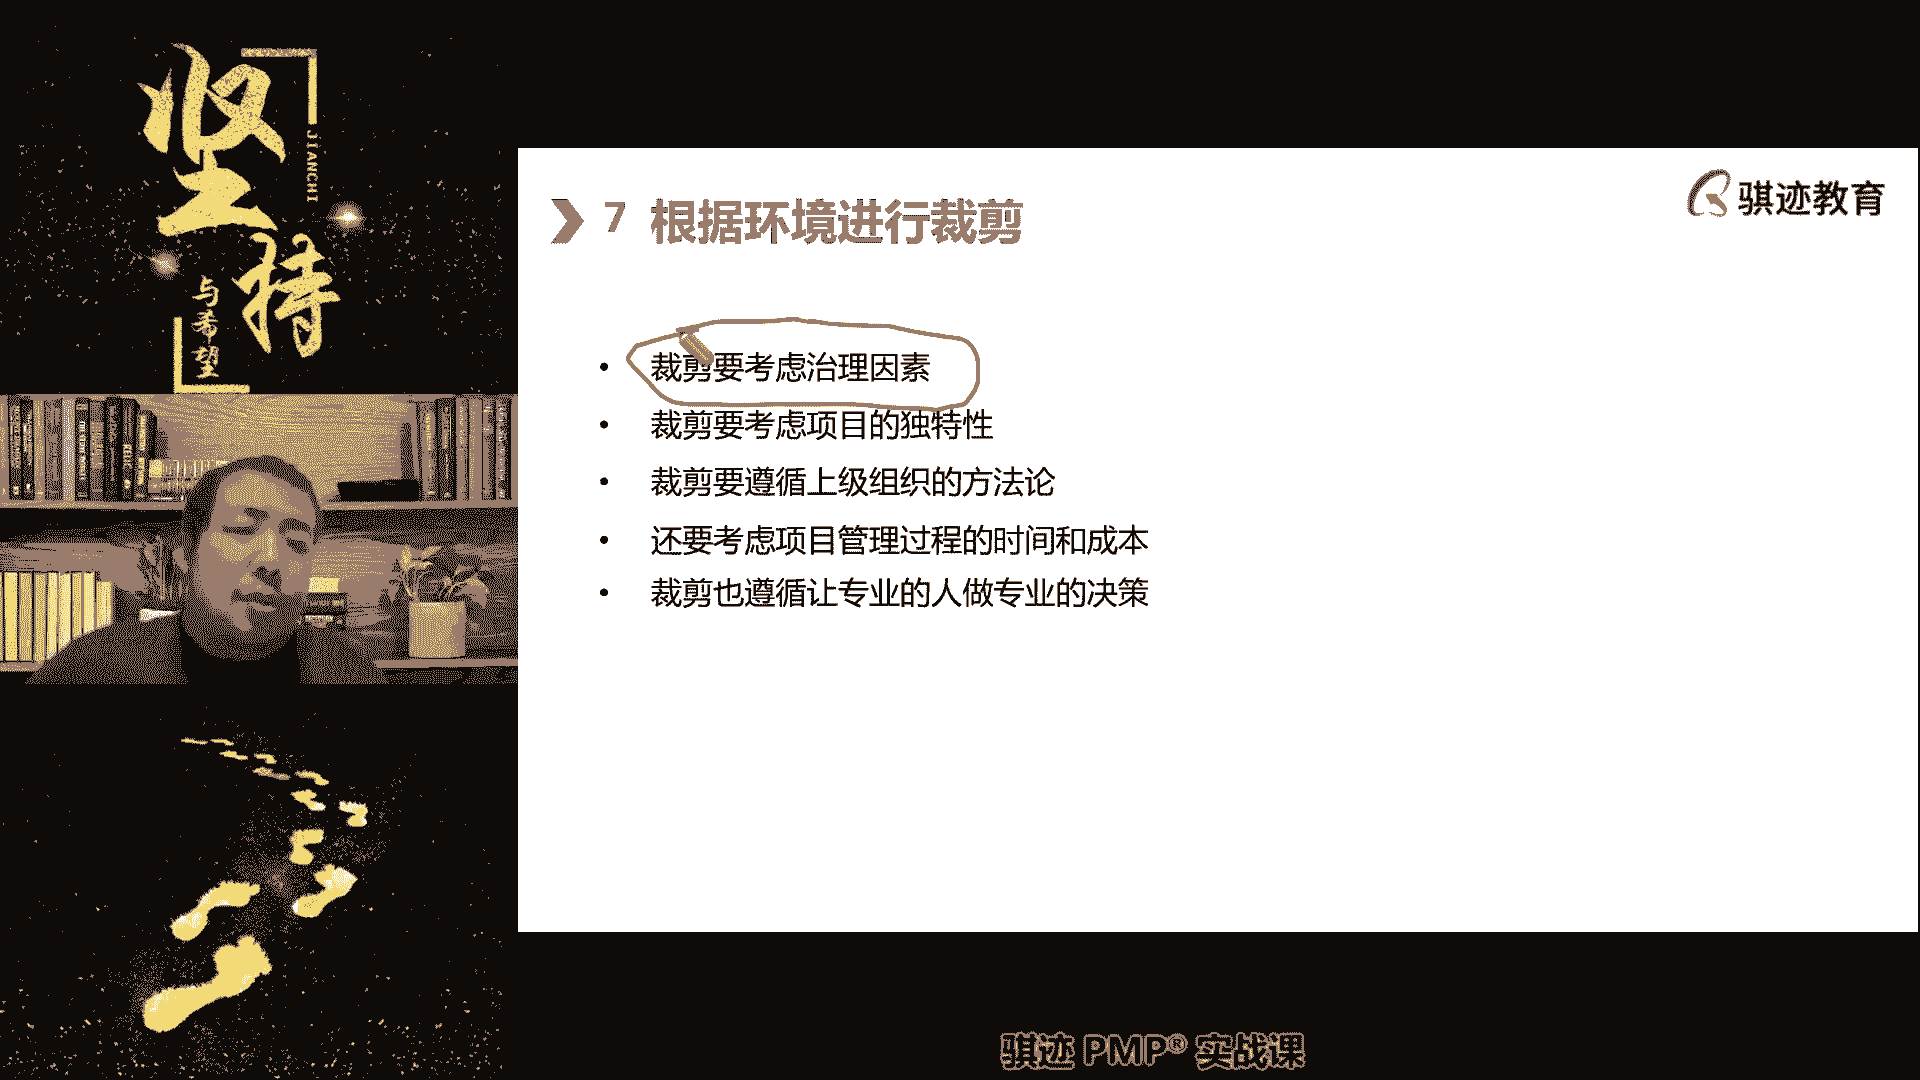 坚持
JIANCHI
与希望
骐迹教育
7 根据环境进行裁剪
• 裁剪要考虑治理因素
• 裁剪要考虑项目的独特性
• 裁剪要遵循上级组织的方法论
• 还要考虑项目管理过程的时间和成本
• 裁剪也遵循让专业的人做专业的决策
骐迹 PMP® 实战课